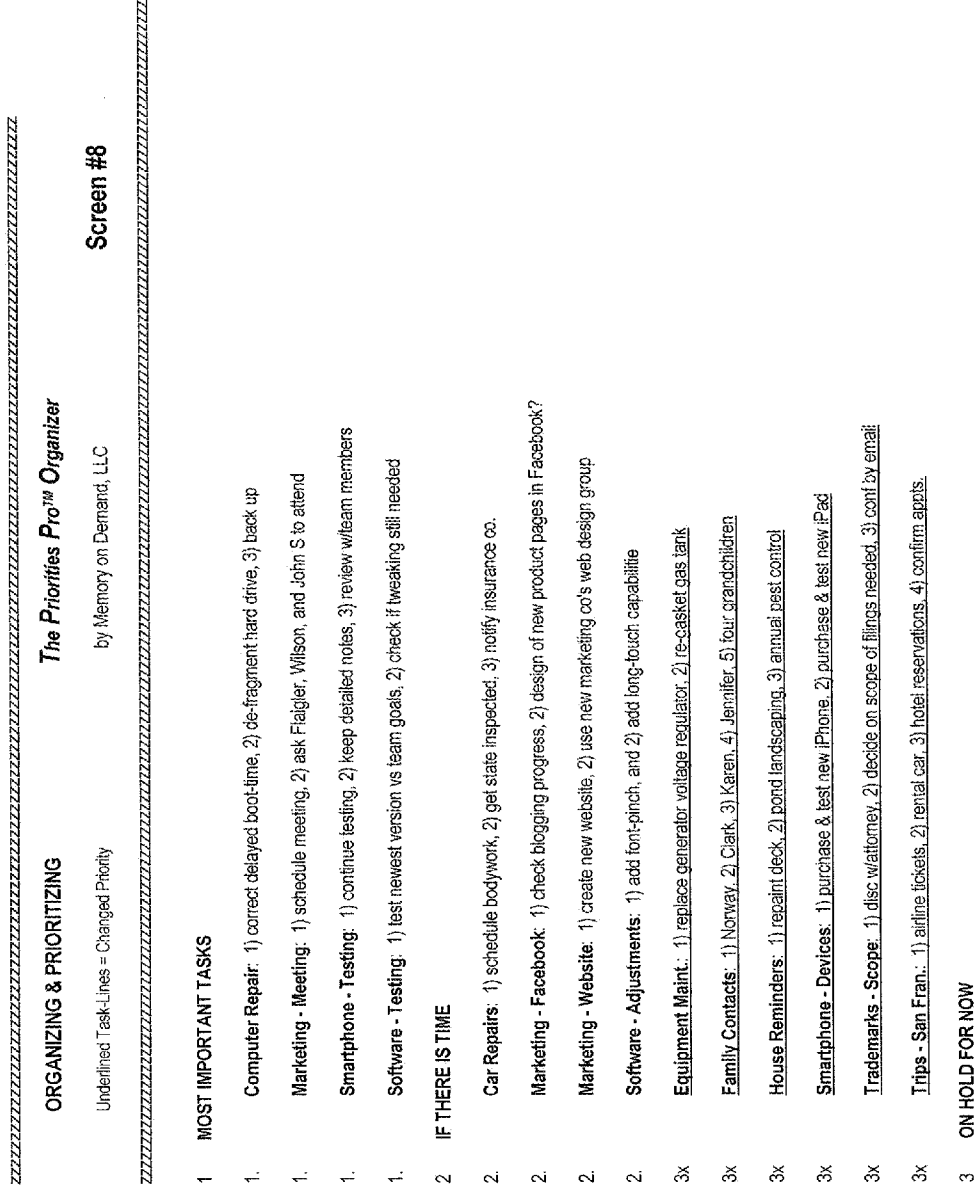 ORGANIZING & PRIORITIZING The Priorities Pro™ Organizer Screen #8
Underlined Task-Lines = Changed Priority by Memory on Demand, LLC
1 MOST IMPORTANT TASKS
1. Computer Repair: 1) correct delayed boot-time, 2) de-fragment hard drive, 3) back up
1. Marketing - Meeting: 1) schedule meeting, 2) ask Flaigler, Wilson, and John S to attend
1. Smartphone - Testing: 1) continue testing, 2) keep detailed notes, 3) review w/team members
1. Software - Testing: 1) test newest version vs team goals, 2) check if tweaking still needed
2 IF THERE IS TIME
2. Car Repairs: 1) schedule bodywork, 2) get state inspected, 3) notify insurance co.
2. Marketing - Facebook: 1) check blogging progress, 2) design of new product pages in Facebook?
2. Marketing - Website: 1) create new website, 2) use new marketing co's web design group
2. Software - Adjustments: 1) add font-pinch, and 2) add long-touch capabilitie
3x Equipment Maint.: 1) replace generator voltage regulator, 2) re-casket gas tank
3x Family Contacts: 1) Norway, 2) Clark, 3) Karen, 4) Jennifer, 5) four grandchildren
3x House Reminders: 1) repaint deck, 2) pond landscaping, 3) annual pest control
3x Smartphone - Devices: 1) purchase & test new iPhone, 2) purchase & test new iPad
3x Trademarks - Scope: 1) disc w/attorney, 2) decide on scope of filings needed, 3) conf by email
3x Trips - San Fran.: 1) airline tickets, 2) rental car, 3) hotel reservations, 4) confirm appts.
3 ON HOLD FOR NOW